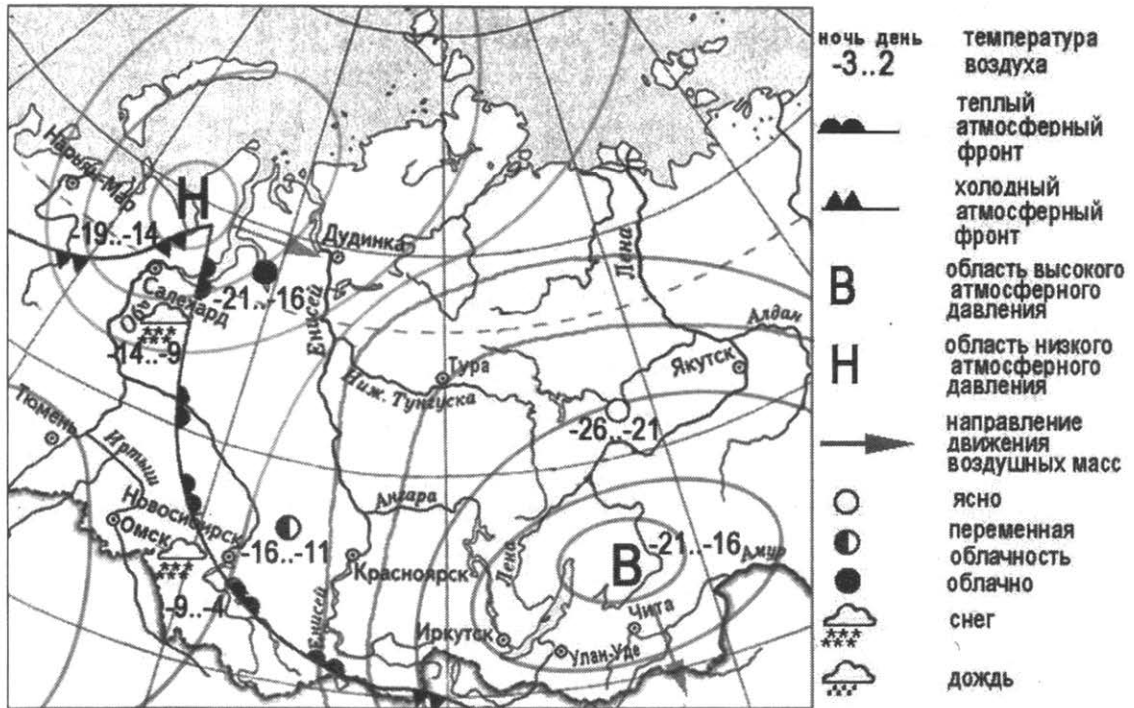 Нарьян-Мар
Н
-19..-14
Дудинка
Салехард
-21..-16
Обь
-14..-9
Енисей
Лена
Алдан
Тура
Ниж. Тунгуска
Якутск
-26..-21
Тюмень
Иртыш
Ангара
Новосибирск
Омск
-16..-11
Красноярск
Лена
В
-21..-16
Амур
-9..-4
Енисей
Иркутск
Улан-Уде
Чита
ночь день
-3..2
температура
воздуха
теплый
атмосферный
фронт
холодный
атмосферный
фронт
В
область высокого
атмосферного
давления
Н
область низкого
атмосферного
давления
направление
движения
воздушных масс
ясно
переменная
облачность
облачно
снег
дождь